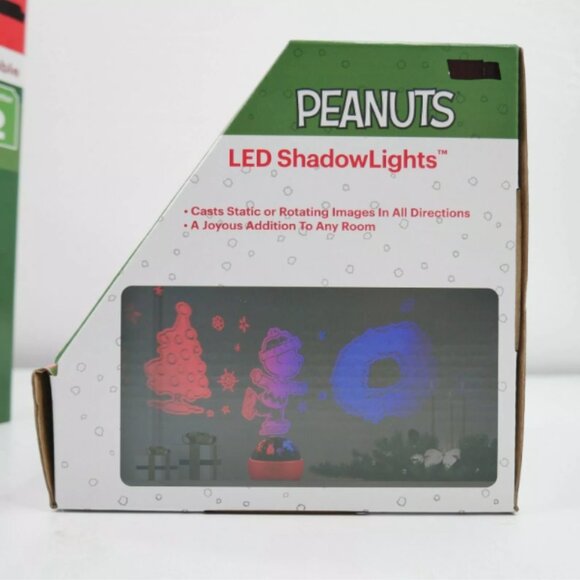 PEANUTS
LED ShadowLights™
• Casts Static or Rotating Images In All Directions
• A Joyous Addition To Any Room